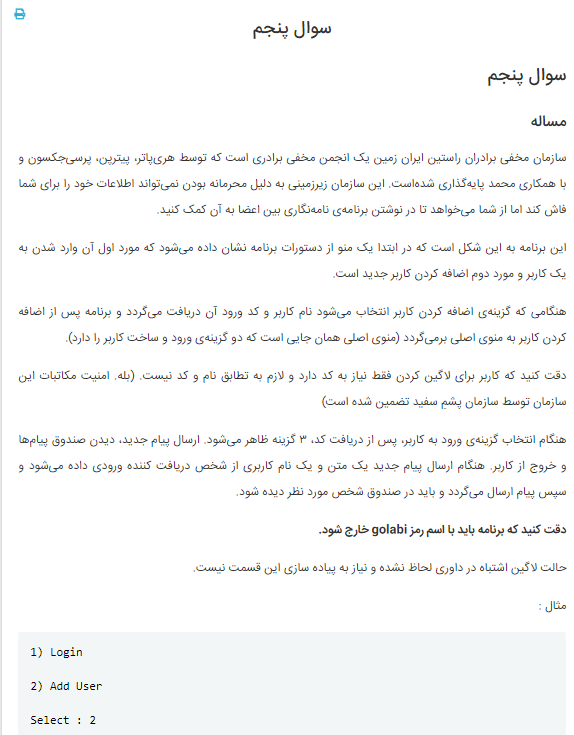 سوال پنجم
سوال پنجم
مساله
سازمان مخفی برادران راستین ایران زمین یک انجمن مخفی برادری است که توسط هری‌پاتر، پیترپن، پرسی‌جکسون و
با همکاری محمد پایه‌گذاری شده‌است. این سازمان زیرزمینی به دلیل محرمانه بودن نمی‌تواند اطلاعات خود را برای شما
فاش کند اما از شما می‌خواهد تا در نوشتن برنامه‌ی نامه‌نگاری بین اعضا به آن کمک کنید.
این برنامه به این شکل است که در ابتدا یک منو از دستورات برنامه نشان داده می‌شود که مورد اول آن وارد شدن به
یک کاربر و مورد دوم اضافه کردن کاربر جدید است.
هنگامی که گزینه‌ی اضافه کردن کاربر انتخاب می‌شود نام کاربر و کد ورود آن دریافت می‌گردد و برنامه پس از اضافه
کردن کاربر به منوی اصلی برمی‌گردد (منوی اصلی همان جایی است که دو گزینه‌ی ورود و ساخت کاربر را دارد).
دقت کنید که کاربر برای لاگین کردن فقط نیاز به کد دارد و لازم به تطابق نام و کد نیست. (بله. امنیت مکاتبات این
سازمان توسط سازمان پشمِ سفید تضمین شده است)
هنگام انتخاب گزینه‌ی ورود به کاربر، پس از دریافت کد، ۳ گزینه ظاهر می‌شود. ارسال پیام جدید، دیدن صندوق پیام‌ها
و خروج از کاربر. هنگام ارسال پیام جدید یک متن و یک نام کاربری از شخص دریافت کننده ورودی داده می‌شود و
سپس پیام ارسال می‌گردد و باید در صندوق شخص مورد نظر دیده شود.
دقت کنید که برنامه باید با اسم رمز golabi خارج شود.
حالت لاگین اشتباه در داوری لحاظ نشده و نیاز به پیاده سازی این قسمت نیست.
مثال :
1) Login
2) Add User
Select : 2